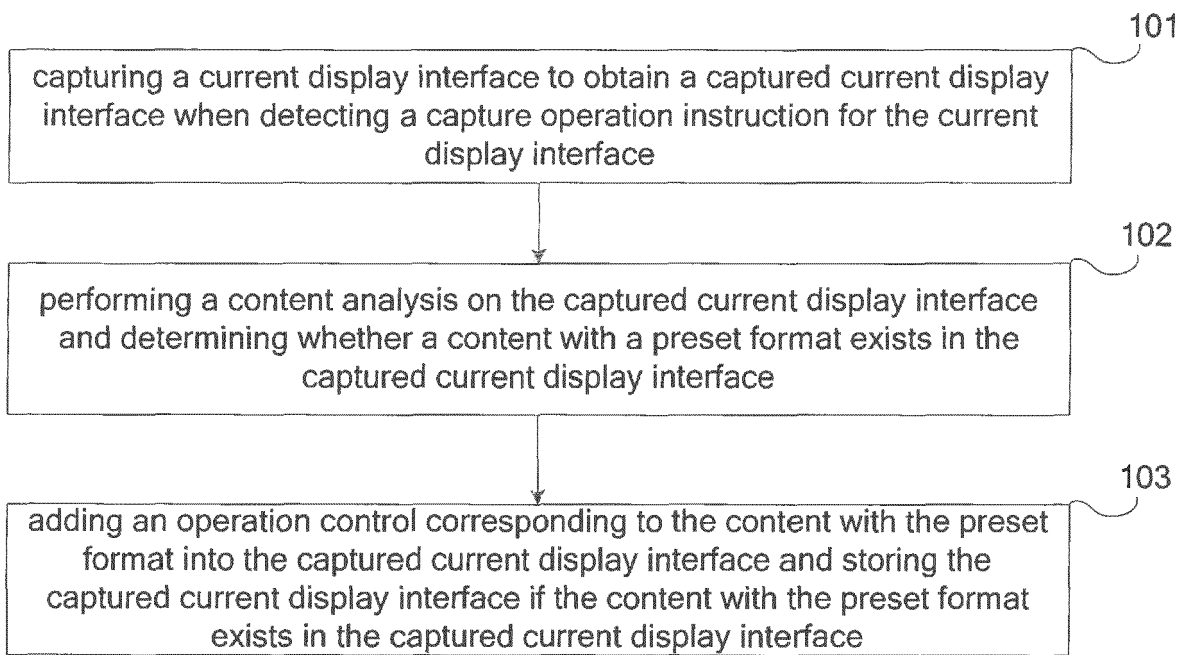 101
capturing a current display interface to obtain a captured current display
interface when detecting a capture operation instruction for the current
display interface
102
performing a content analysis on the captured current display interface
and determining whether a content with a preset format exists in the
captured current display interface
103
adding an operation control corresponding to the content with the preset
format into the captured current display interface and storing the
captured current display interface if the content with the preset format
exists in the captured current display interface